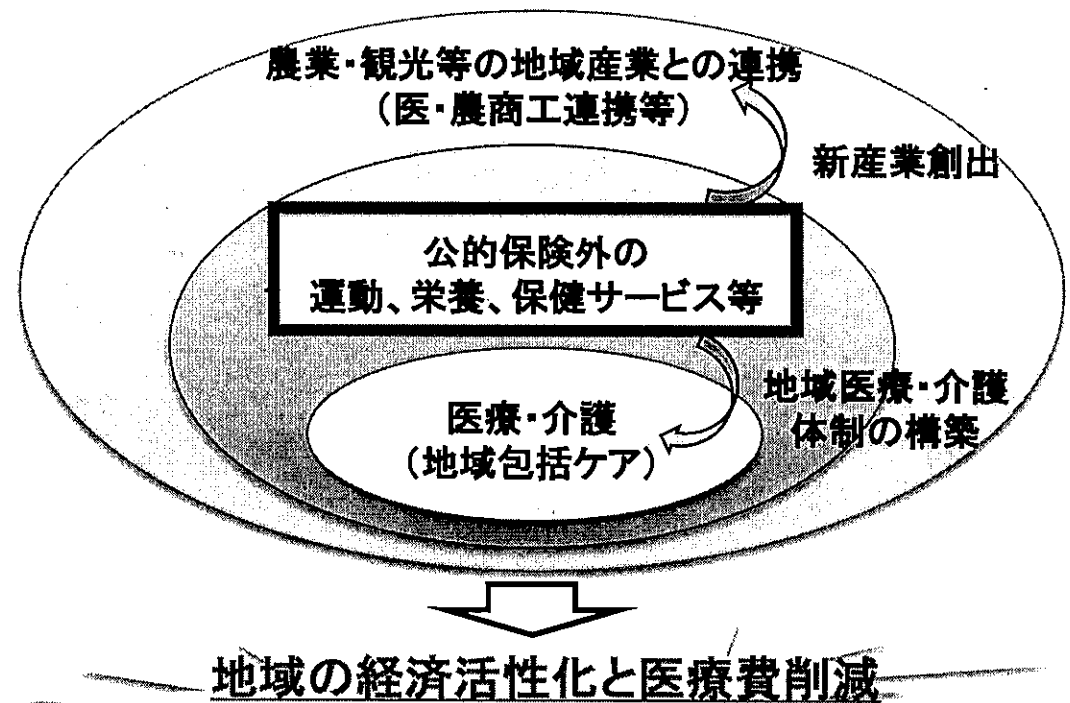 農業・観光等の地域産業との連携
（医・農商工連携等）
新産業創出
公的保険外の
運動、栄養、保健サービス等
地域医療・介護
体制の構築
医療・介護
（地域包括ケア）
地域の経済活性化と医療費削減